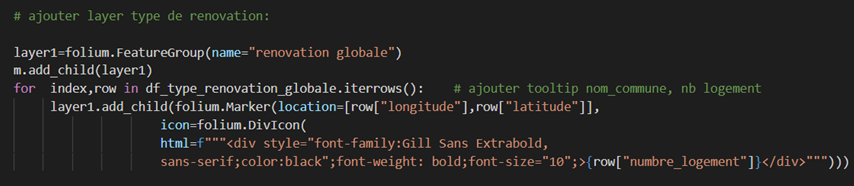 # ajouter layer type de renovation:
layer1=folium.FeatureGroup(name="renovation globale")
m.add_child(layer1)
for  index,row in df_type_renovation_globale.iterrows():    # ajouter tooltip nom_commune, nb logement
layer1.add_child(folium.Marker(location=[row["longitude"],row["latitude"]],
icon=folium.DivIcon(
html=f"""<div style="font-family:Gill Sans Extrabold,
sans-serif;color:black";font-weight: bold;font-size="10";>{row["numbre_logement"]}</div>""")))